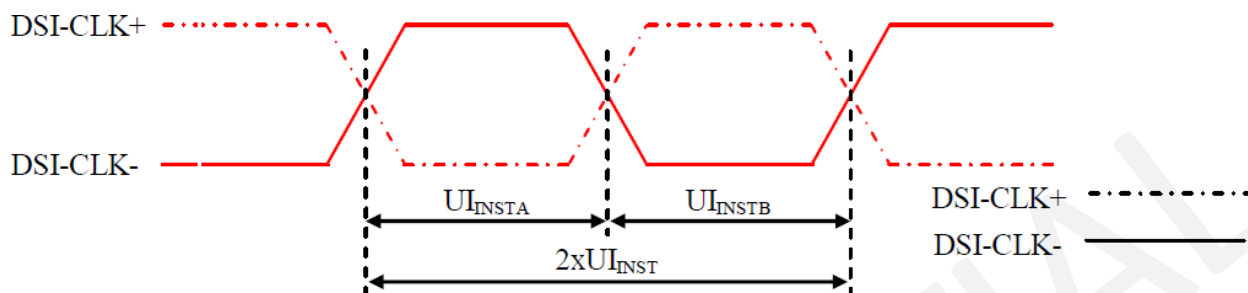 DSI-CLK+
DSI-CLK-
UIINSTA UIINSTB
2xUIINST
DSI-CLK+
DSI-CLK-